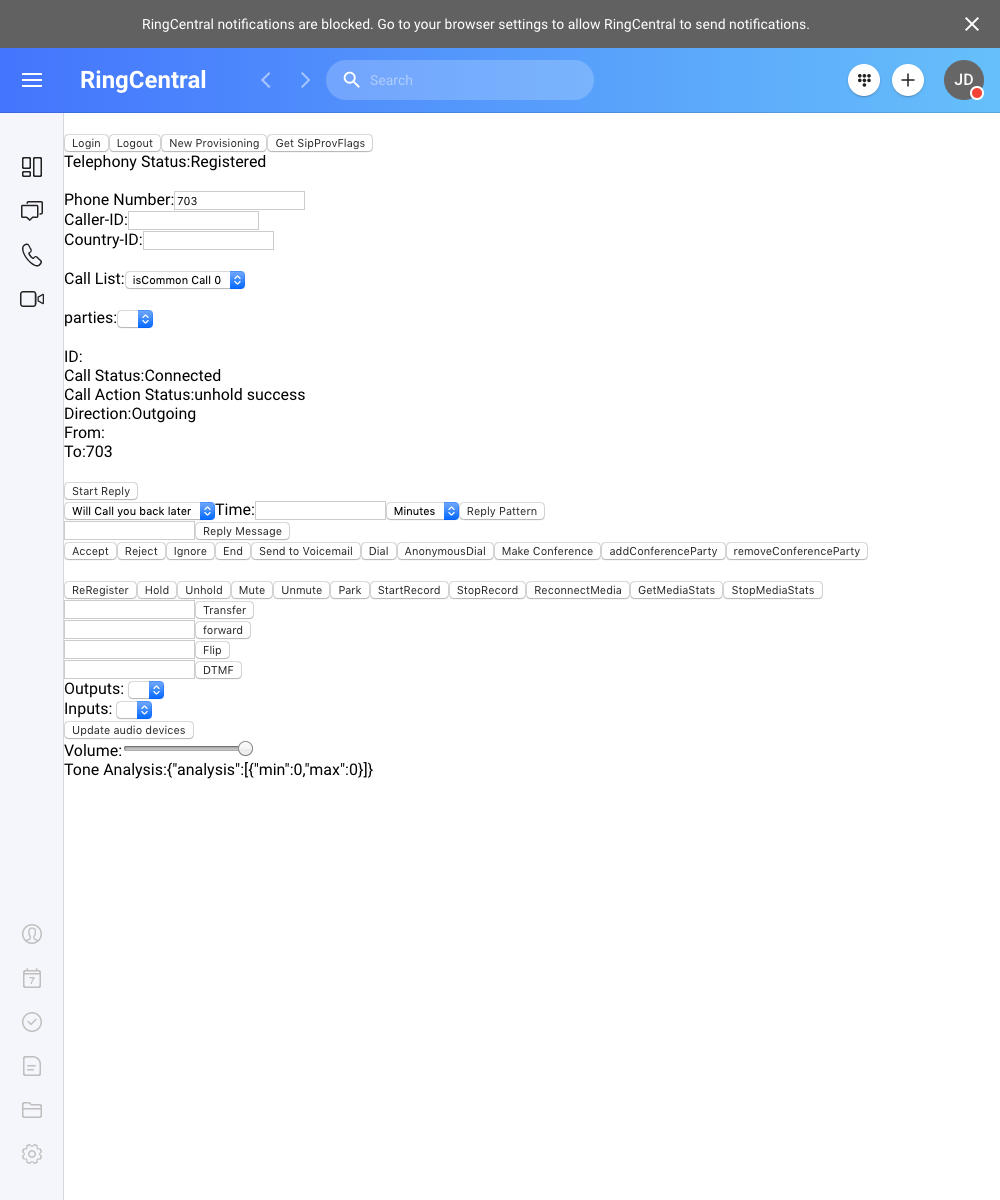 RingCentral notifications are blocked. Go to your browser settings to allow RingCentral to send notifications.
RingCentral Search JD
Login Logout New Provisioning Get SipProvFlags
Telephony Status:Registered
Phone Number: 703
Caller-ID:
Country-ID:
Call List: isCommon Call 0
parties:
ID:
Call Status:Connected
Call Action Status:unhold success
Direction:Outgoing
From:
To:703
Start Reply
Will Call you back later Time: Minutes Reply Pattern
Reply Message
Accept Reject Ignore End Send to Voicemail Dial AnonymousDial Make Conference addConferenceParty removeConferenceParty
ReRegister Hold Unhold Mute Unmute Park StartRecord StopRecord ReconnectMedia GetMediaStats StopMediaStats
Transfer
forward
Flip
DTMF
Outputs:
Inputs:
Update audio devices
Volume:
Tone Analysis:{"analysis":[{"min":0,"max":0}]}
7